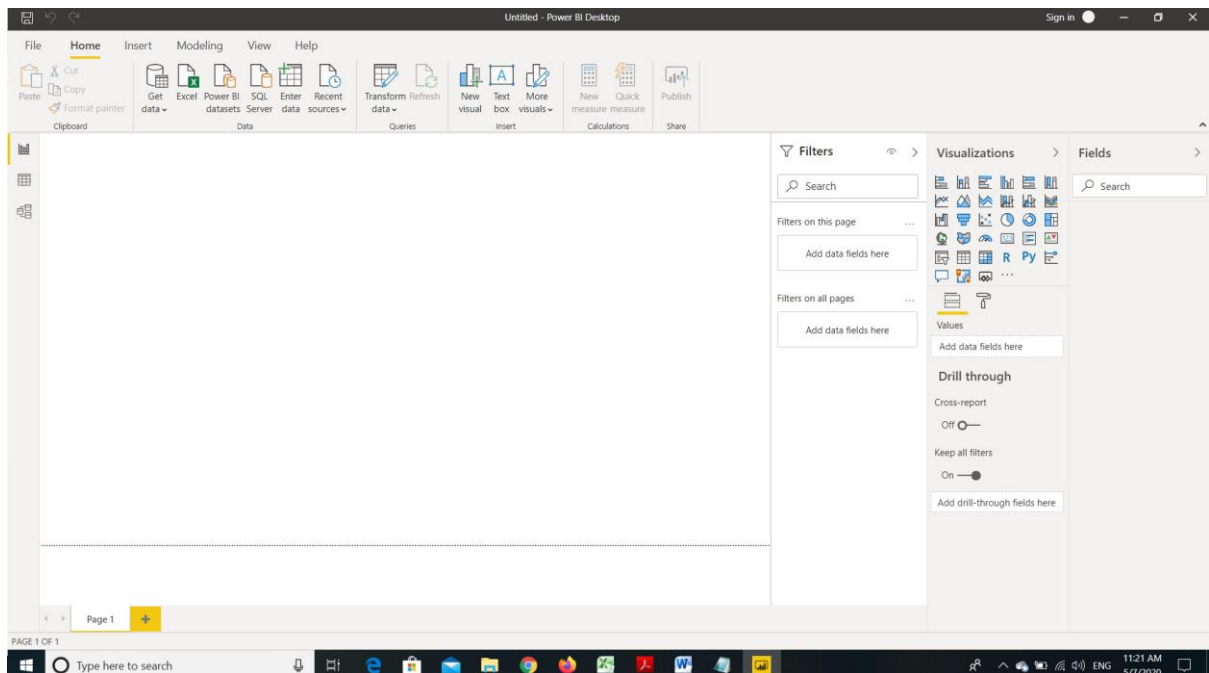 Untitled - Power BI Desktop
Sign in
File Home Insert Modeling View Help
Paste
Cut
Copy
Format painter
Clipboard
Get data
Excel
Power BI datasets
SQL Server
Enter data
Recent sources
Data
Transform data
Refresh
Queries
New visual
Text box
More visuals
Insert
New measure
Quick measure
Calculations
Publish
Share
Filters
Search
Filters on this page
Add data fields here
Filters on all pages
Add data fields here
Visualizations
R Py
Values
Add data fields here
Drill through
Cross-report
Off
Keep all filters
On
Add drill-through fields here
Fields
Search
Page 1
PAGE 1 OF 1
Type here to search
ENG
11:21 AM
5/7/2020